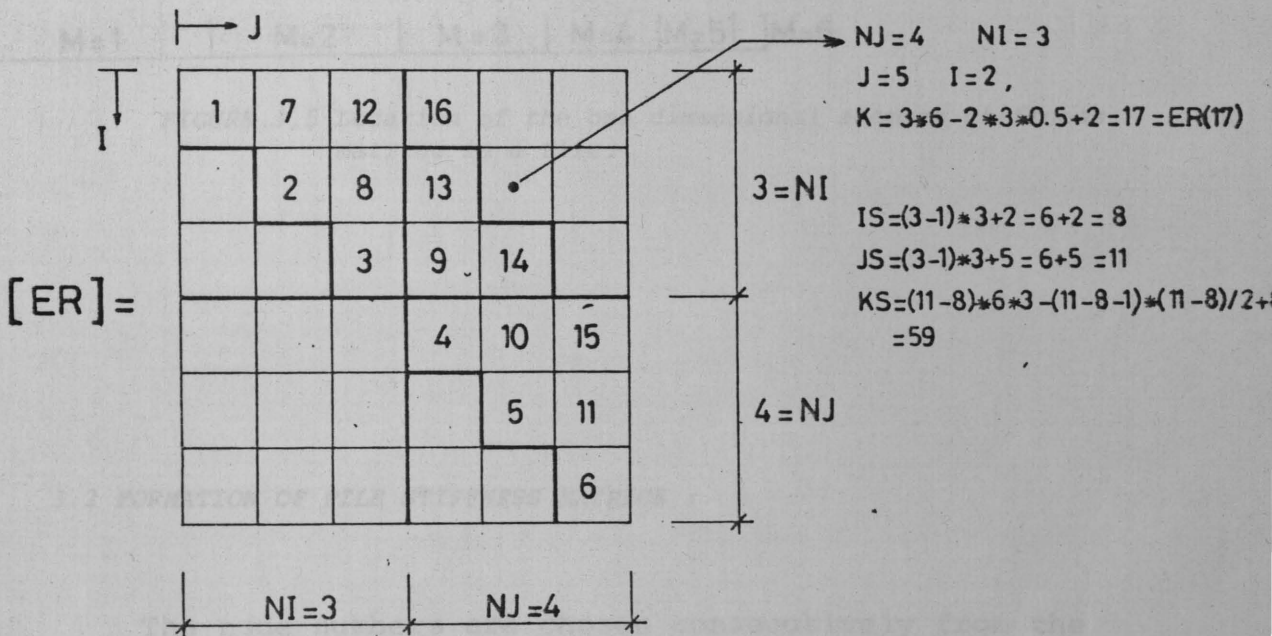 J
NJ=4 NI=3
J=5 I=2,
K=3*6-2*3*0.5+2=17=ER(17)
I
1 7 12 16
2 8 13
3=NI
3 9 14
IS=(3-1)*3+2=6+2=8
JS=(3-1)*3+5=6+5=11
KS=(11-8)*6*3-(11-8-1)*(11-8)/2+
=59
[ER]=
4 10 15
5 11
4=NJ
6
NI=3 NJ=4